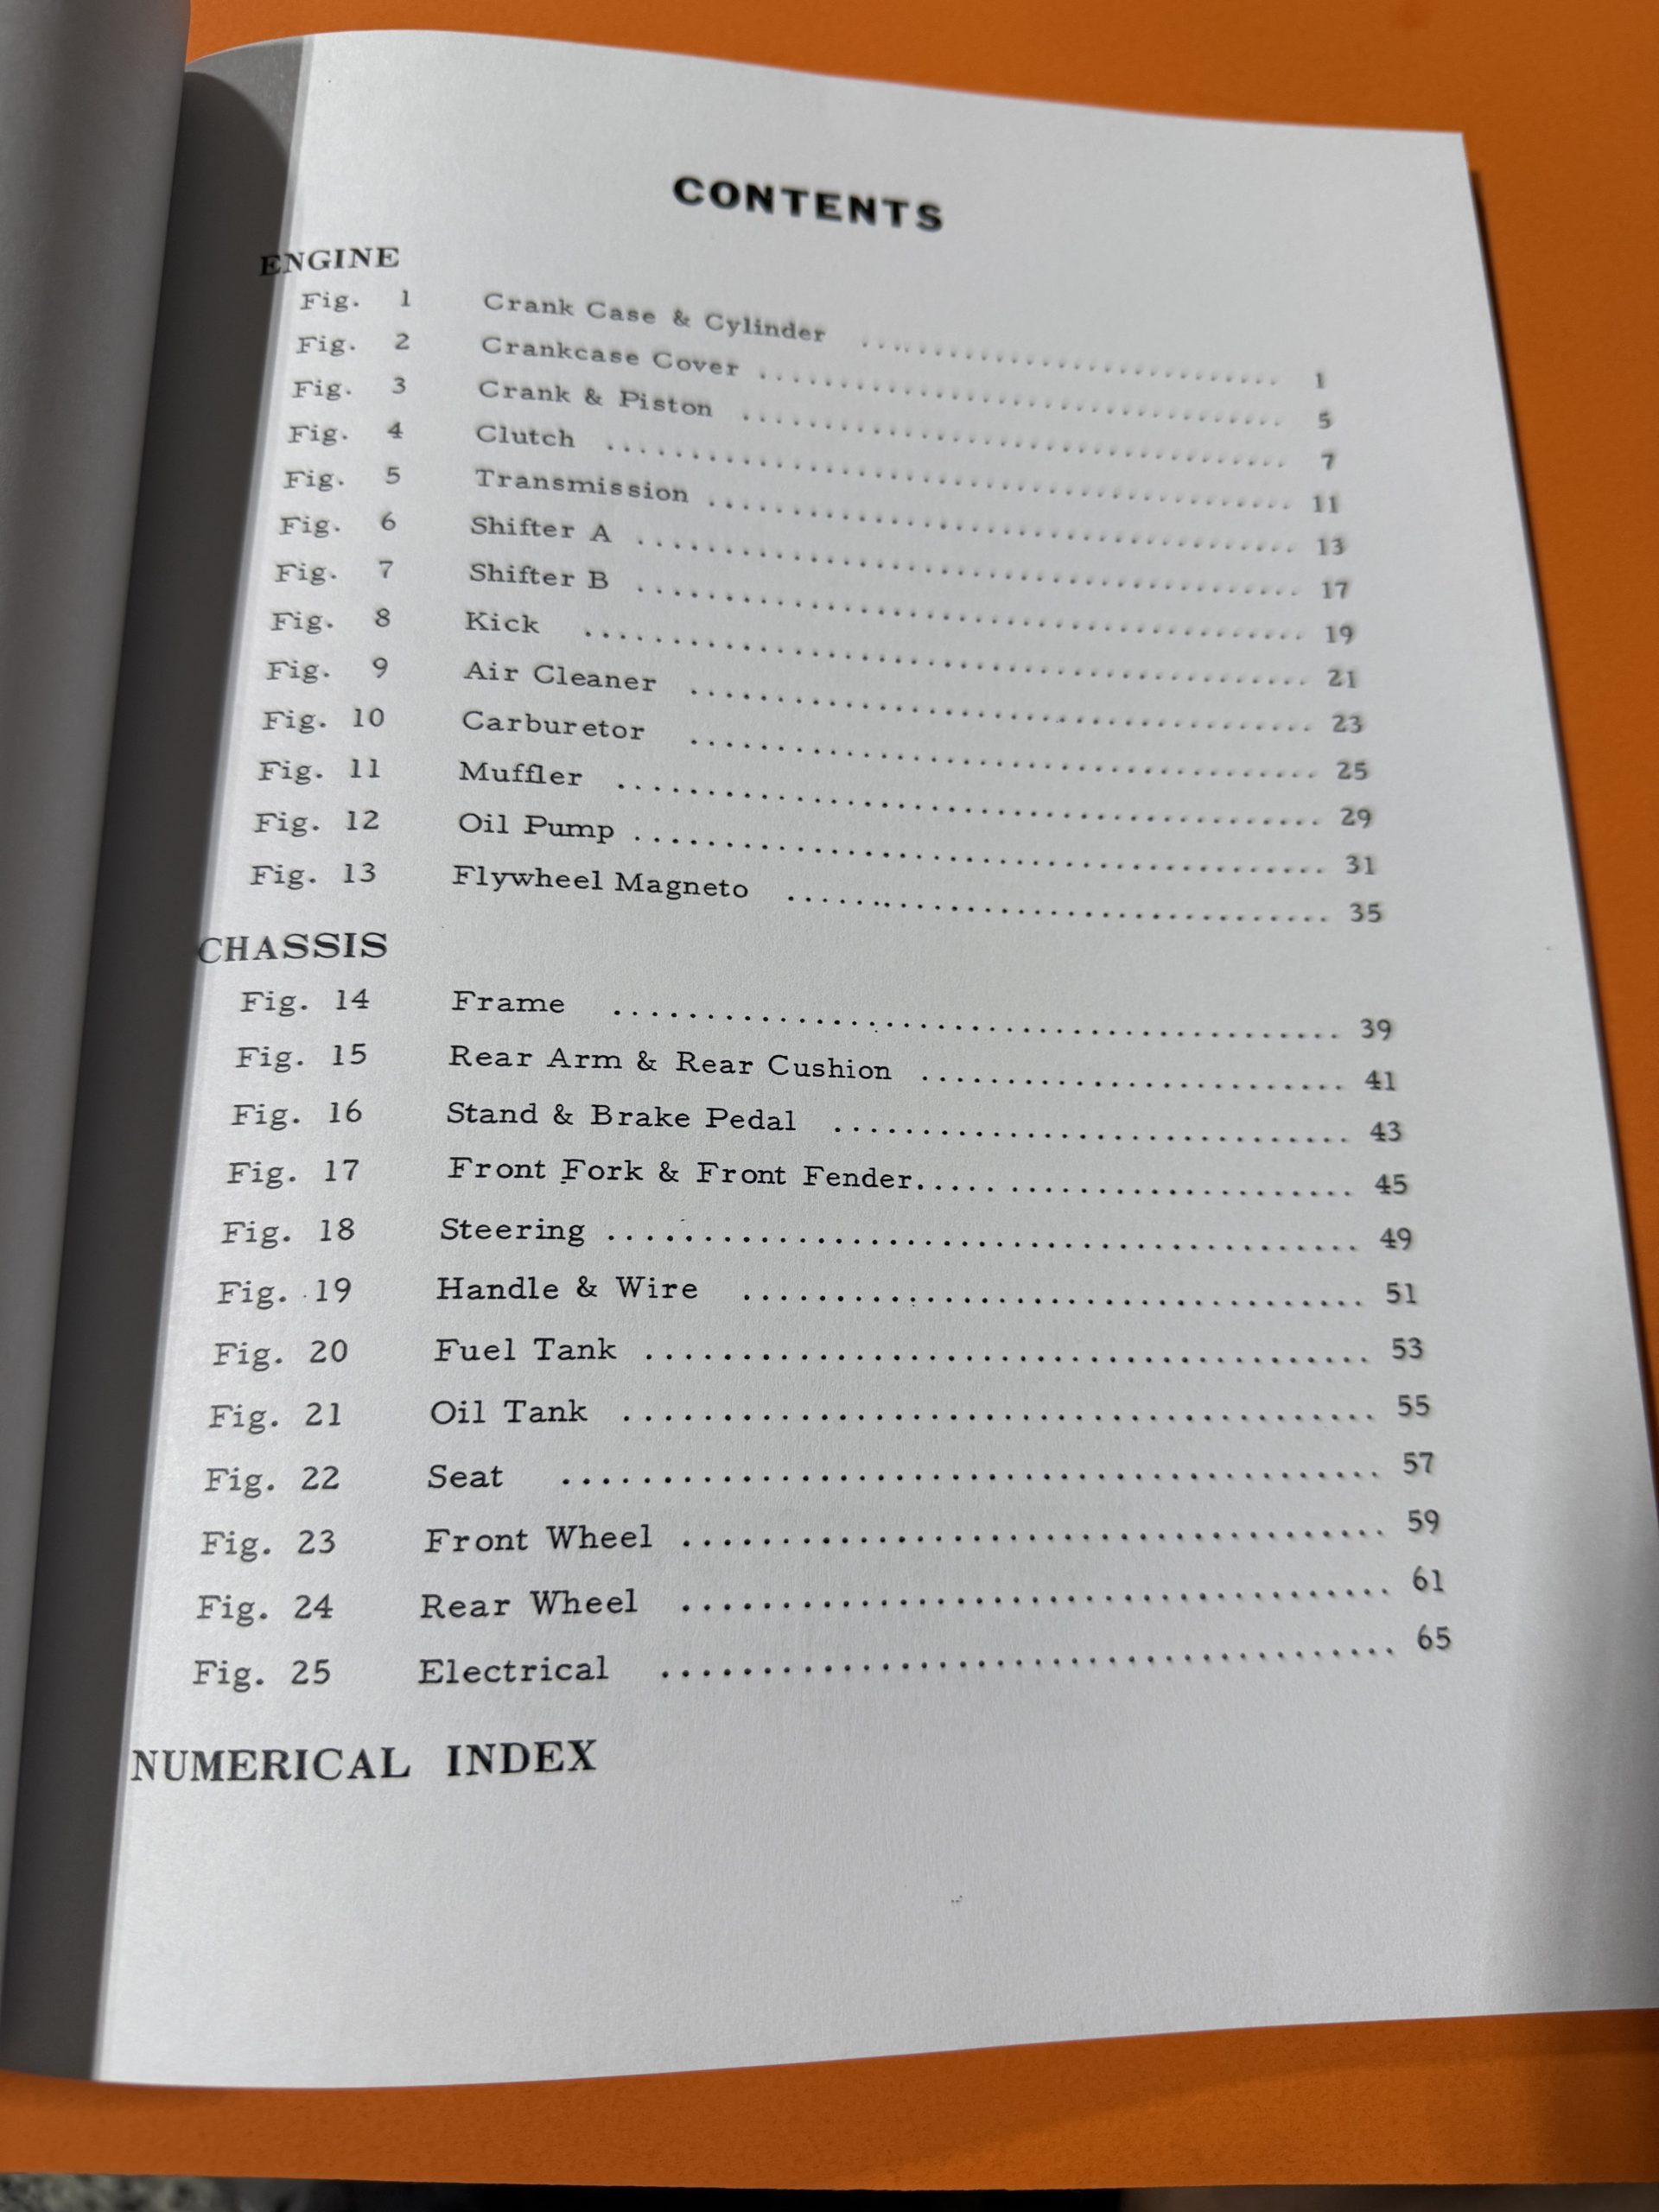 CONTENTS
ENGINE
Fig. 1 Crank Case & Cylinder .................................... 1
Fig. 2 Crankcase Cover .................................... 5
Fig. 3 Crank & Piston .................................... 7
Fig. 4 Clutch .................................... 11
Fig. 5 Transmission .................................... 13
Fig. 6 Shifter A .................................... 17
Fig. 7 Shifter B .................................... 19
Fig. 8 Kick .................................... 21
Fig. 9 Air Cleaner .................................... 23
Fig. 10 Carburetor .................................... 25
Fig. 11 Muffler .................................... 29
Fig. 12 Oil Pump .................................... 31
Fig. 13 Flywheel Magneto .................................... 35
CHASSIS
Fig. 14 Frame .................................... 39
Fig. 15 Rear Arm & Rear Cushion ........................ 41
Fig. 16 Stand & Brake Pedal .............................. 43
Fig. 17 Front Fork & Front Fender........................ 45
Fig. 18 Steering .................................... 49
Fig. 19 Handle & Wire .................................... 51
Fig. 20 Fuel Tank .................................... 53
Fig. 21 Oil Tank .................................... 55
Fig. 22 Seat .................................... 57
Fig. 23 Front Wheel .................................... 59
Fig. 24 Rear Wheel .................................... 61
Fig. 25 Electrical .................................... 65
NUMERICAL INDEX